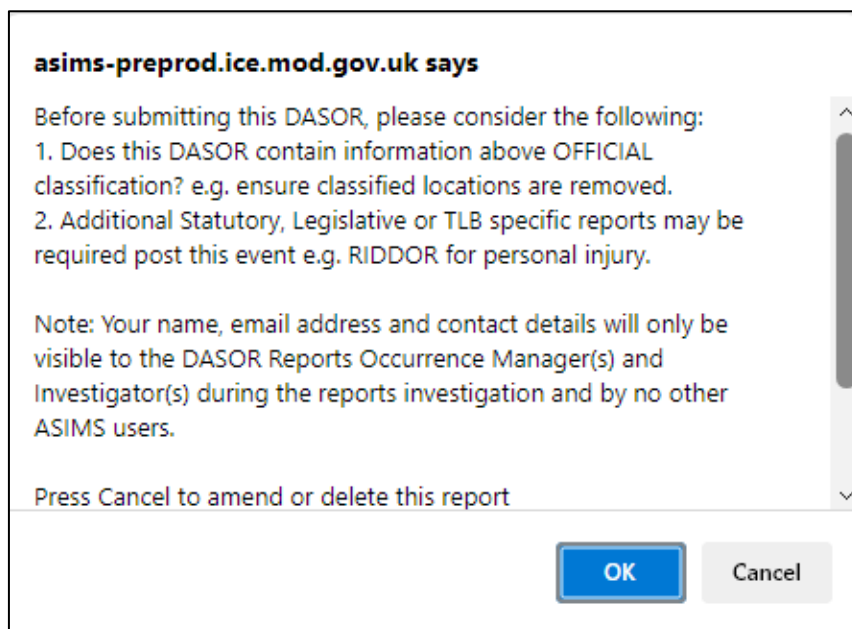 asims-preprod.ice.mod.gov.uk says
Before submitting this DASOR, please consider the following:
1. Does this DASOR contain information above OFFICIAL
classification? e.g. ensure classified locations are removed.
2. Additional Statutory, Legislative or TLB specific reports may be
required post this event e.g. RIDDOR for personal injury.
Note: Your name, email address and contact details will only be
visible to the DASOR Reports Occurrence Manager(s) and
Investigator(s) during the reports investigation and by no other
ASIMS users.
Press Cancel to amend or delete this report
OK Cancel